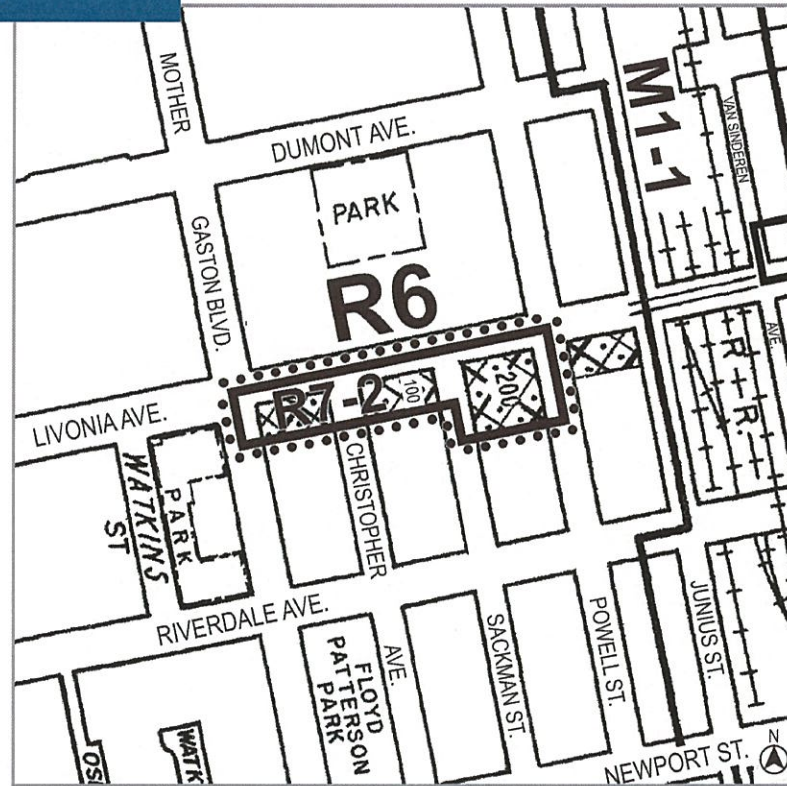 MOTHER
GASTON BLVD.
DUMONT AVE.
PARK
M1-1
VAN SINDEREN
AVE.
R6
R7-2
100
200
R.R.
LIVONIA AVE.
WATKINS
ST
PARK
CHRISTOPHER
AVE.
RIVERDALE AVE.
FLOYD
PATTERSON
PARK
SACKMAN ST.
POWELL ST.
JUNIUS ST.
NEWPORT ST.
N
WATK